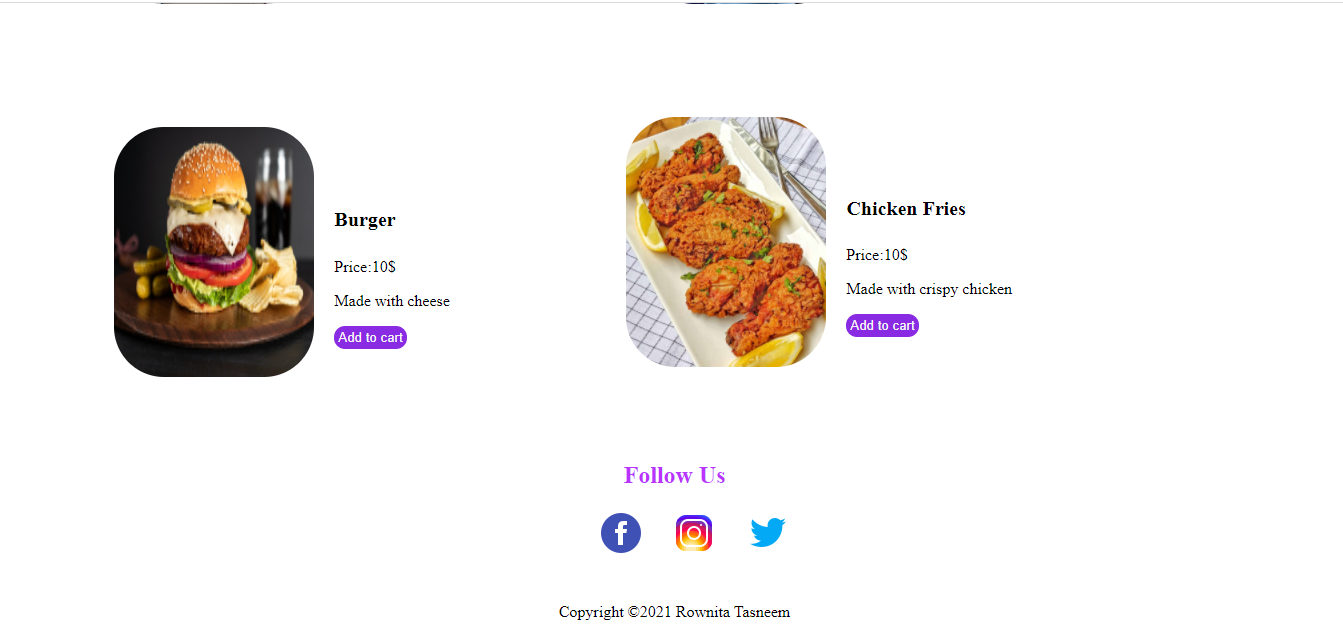 Burger
Price:10$
Made with cheese
Add to cart
Chicken Fries
Price:10$
Made with crispy chicken
Add to cart
Follow Us
Copyright ©2021 Rownita Tasneem